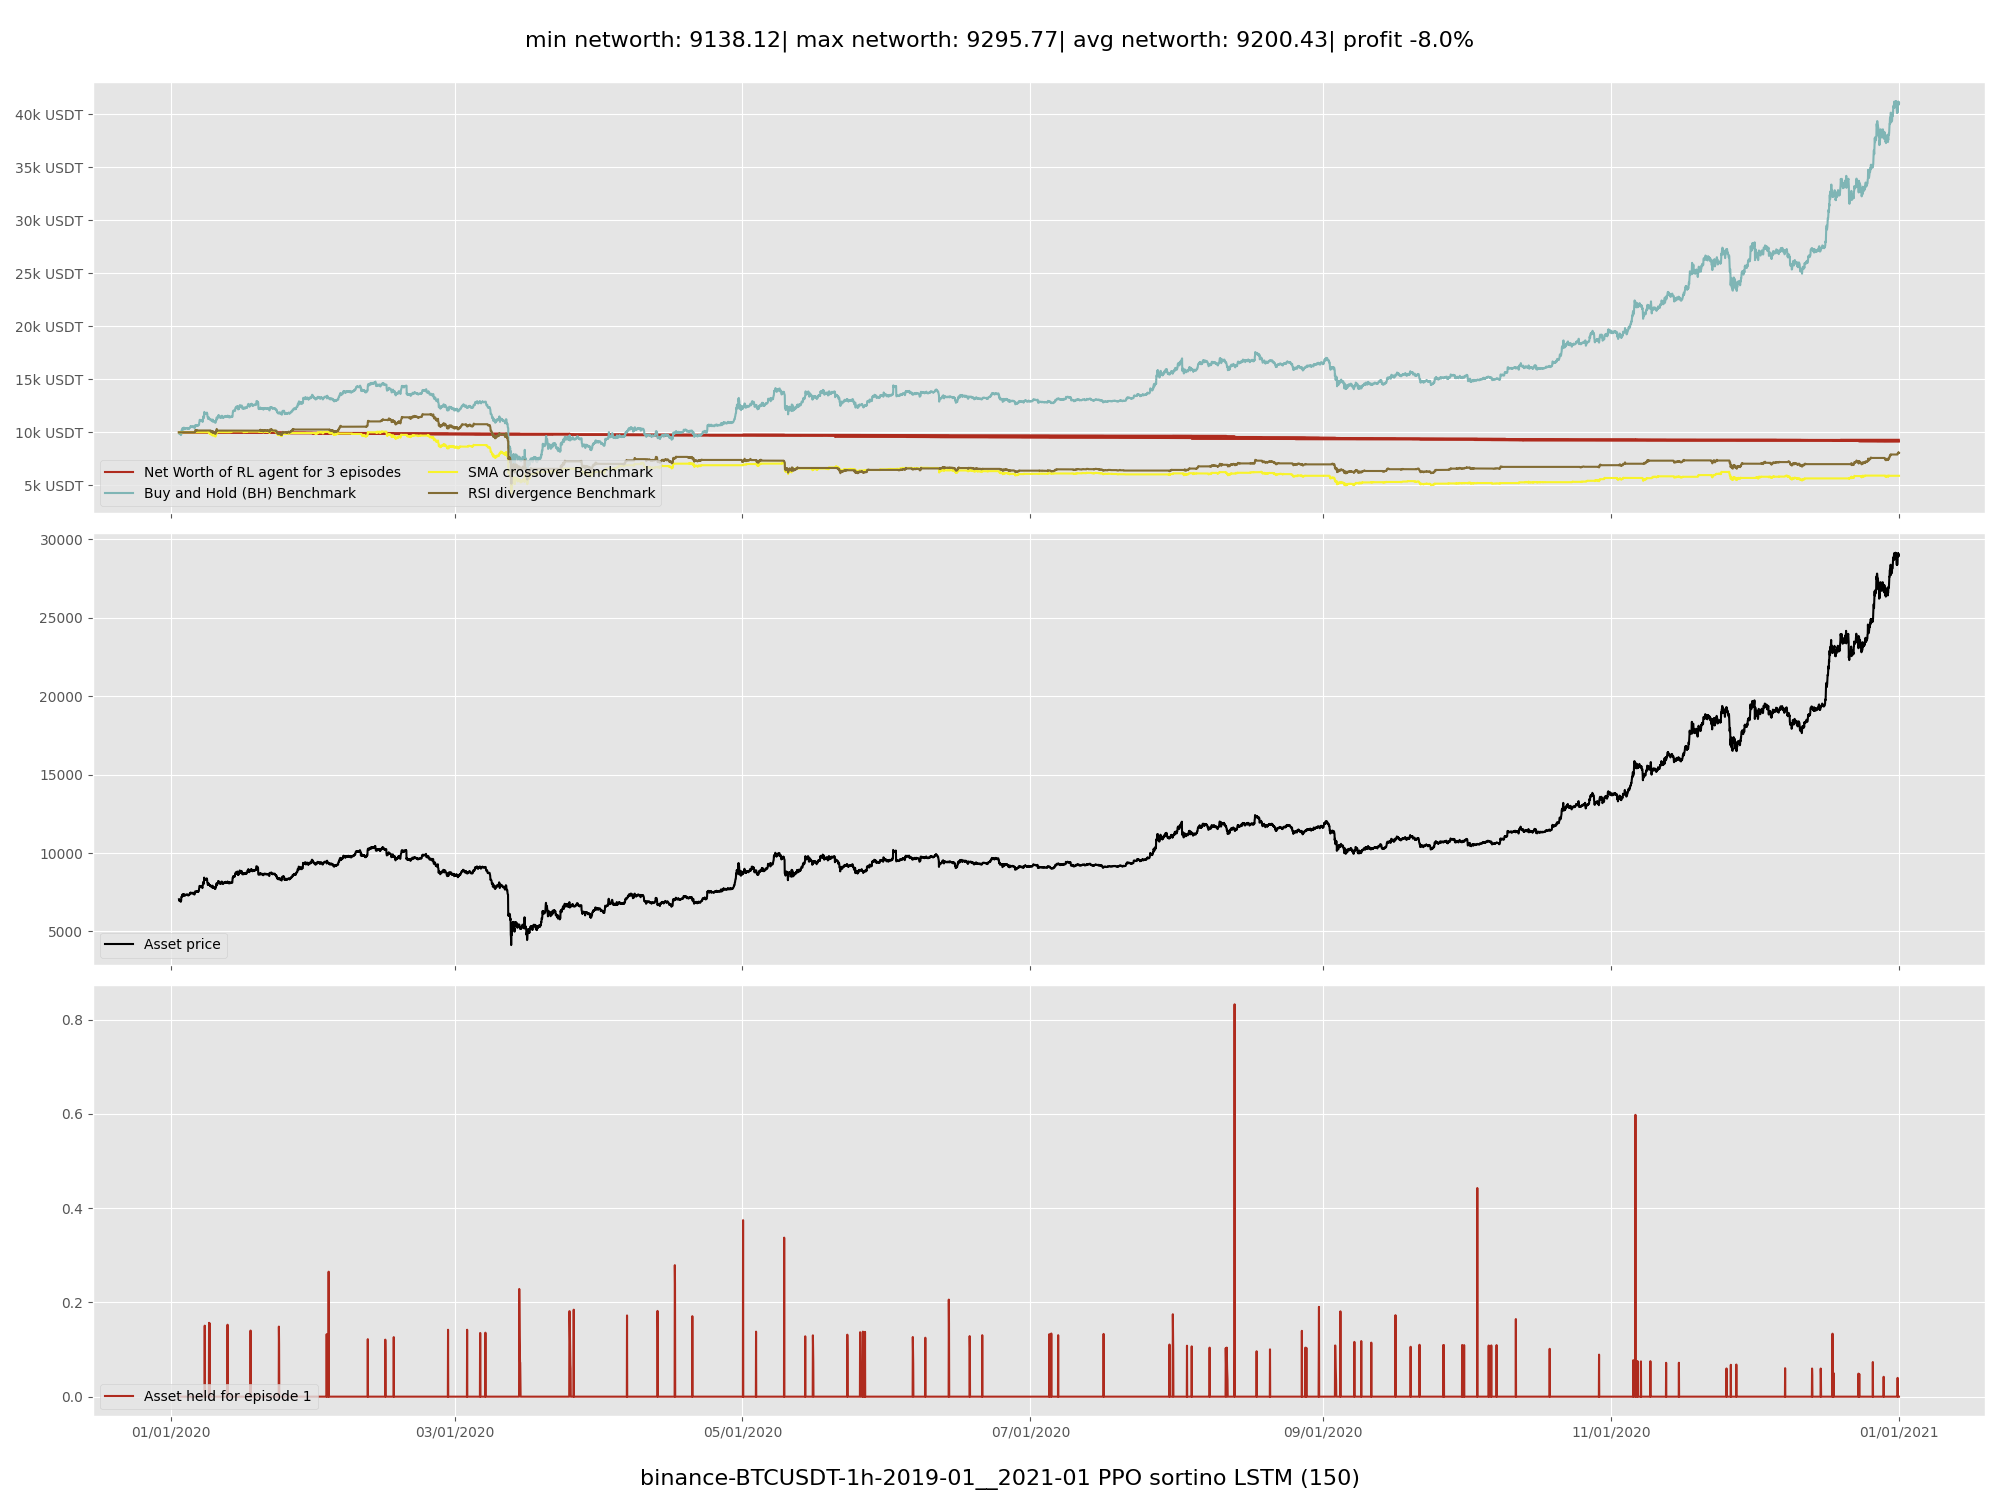 min networth: 9138.12| max networth: 9295.77| avg networth: 9200.43| profit -8.0%
40k USDT
35k USDT
30k USDT
25k USDT
20k USDT
15k USDT
10k USDT
5k USDT
Net Worth of RL agent for 3 episodes
Buy and Hold (BH) Benchmark
SMA crossover Benchmark
RSI divergence Benchmark
30000
25000
20000
15000
10000
5000
Asset price
0.8
0.6
0.4
0.2
0.0
Asset held for episode 1
01/01/2020 03/01/2020 05/01/2020 07/01/2020 09/01/2020 11/01/2020 01/01/2021
binance-BTCUSDT-1h-2019-01__2021-01 PPO sortino LSTM (150)